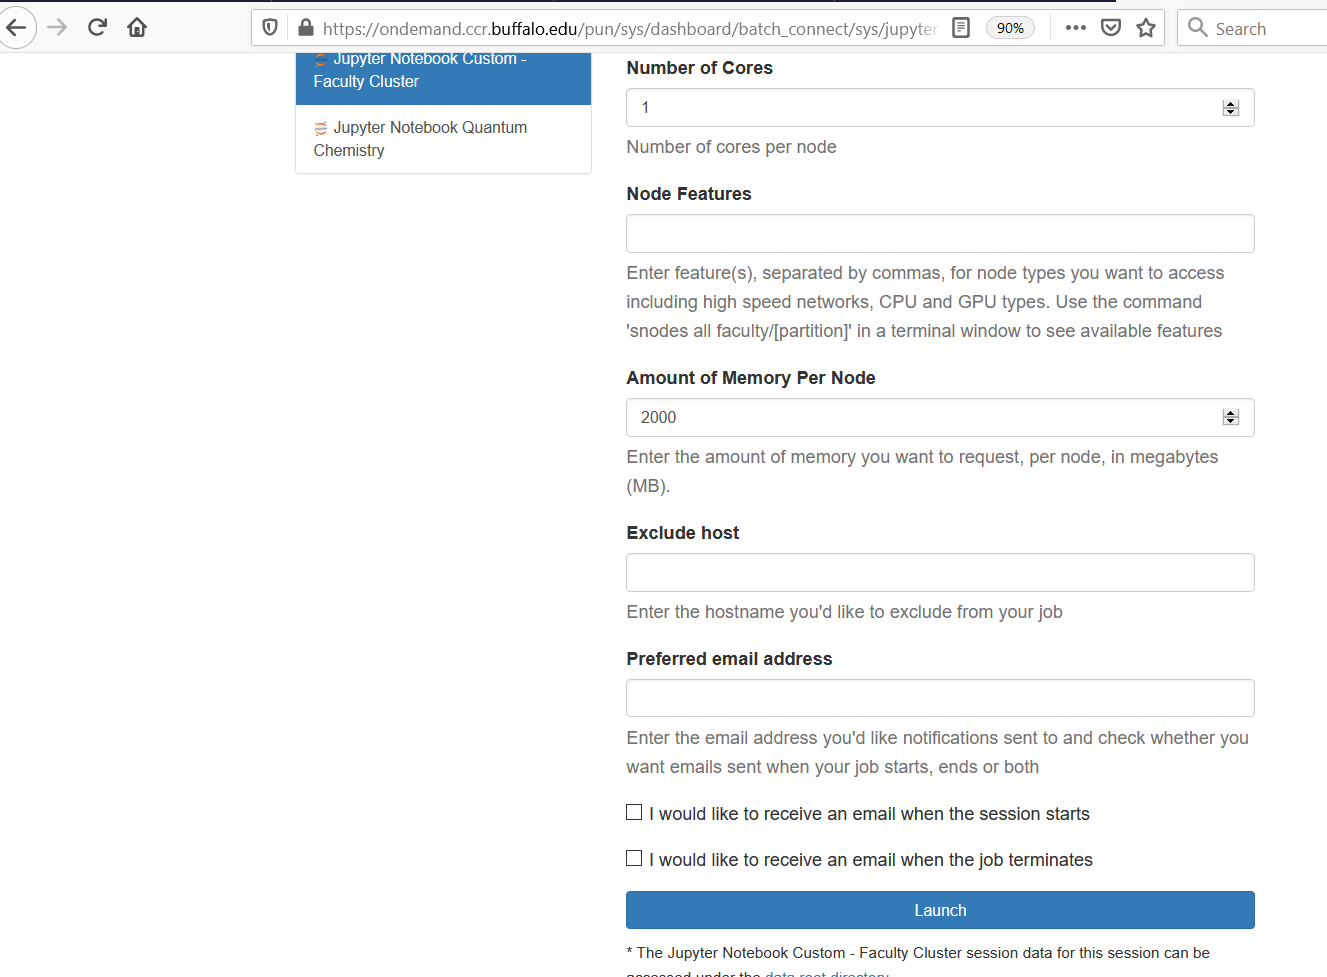 https://ondemand.ccr.buffalo.edu/pun/sys/dashboard/batch_connect/sys/jupyter_
90%
Search
Jupyter Notebook Custom -
Faculty Cluster
Jupyter Notebook Quantum
Chemistry
Number of Cores
1
Number of cores per node
Node Features
Enter feature(s), separated by commas, for node types you want to access
including high speed networks, CPU and GPU types. Use the command
'snodes all faculty/[partition]' in a terminal window to see available features
Amount of Memory Per Node
2000
Enter the amount of memory you want to request, per node, in megabytes
(MB).
Exclude host
Enter the hostname you'd like to exclude from your job
Preferred email address
Enter the email address you'd like notifications sent to and check whether you
want emails sent when your job starts, ends or both
I would like to receive an email when the session starts
I would like to receive an email when the job terminates
Launch
* The Jupyter Notebook Custom - Faculty Cluster session data for this session can be
accessed under the data root directory.